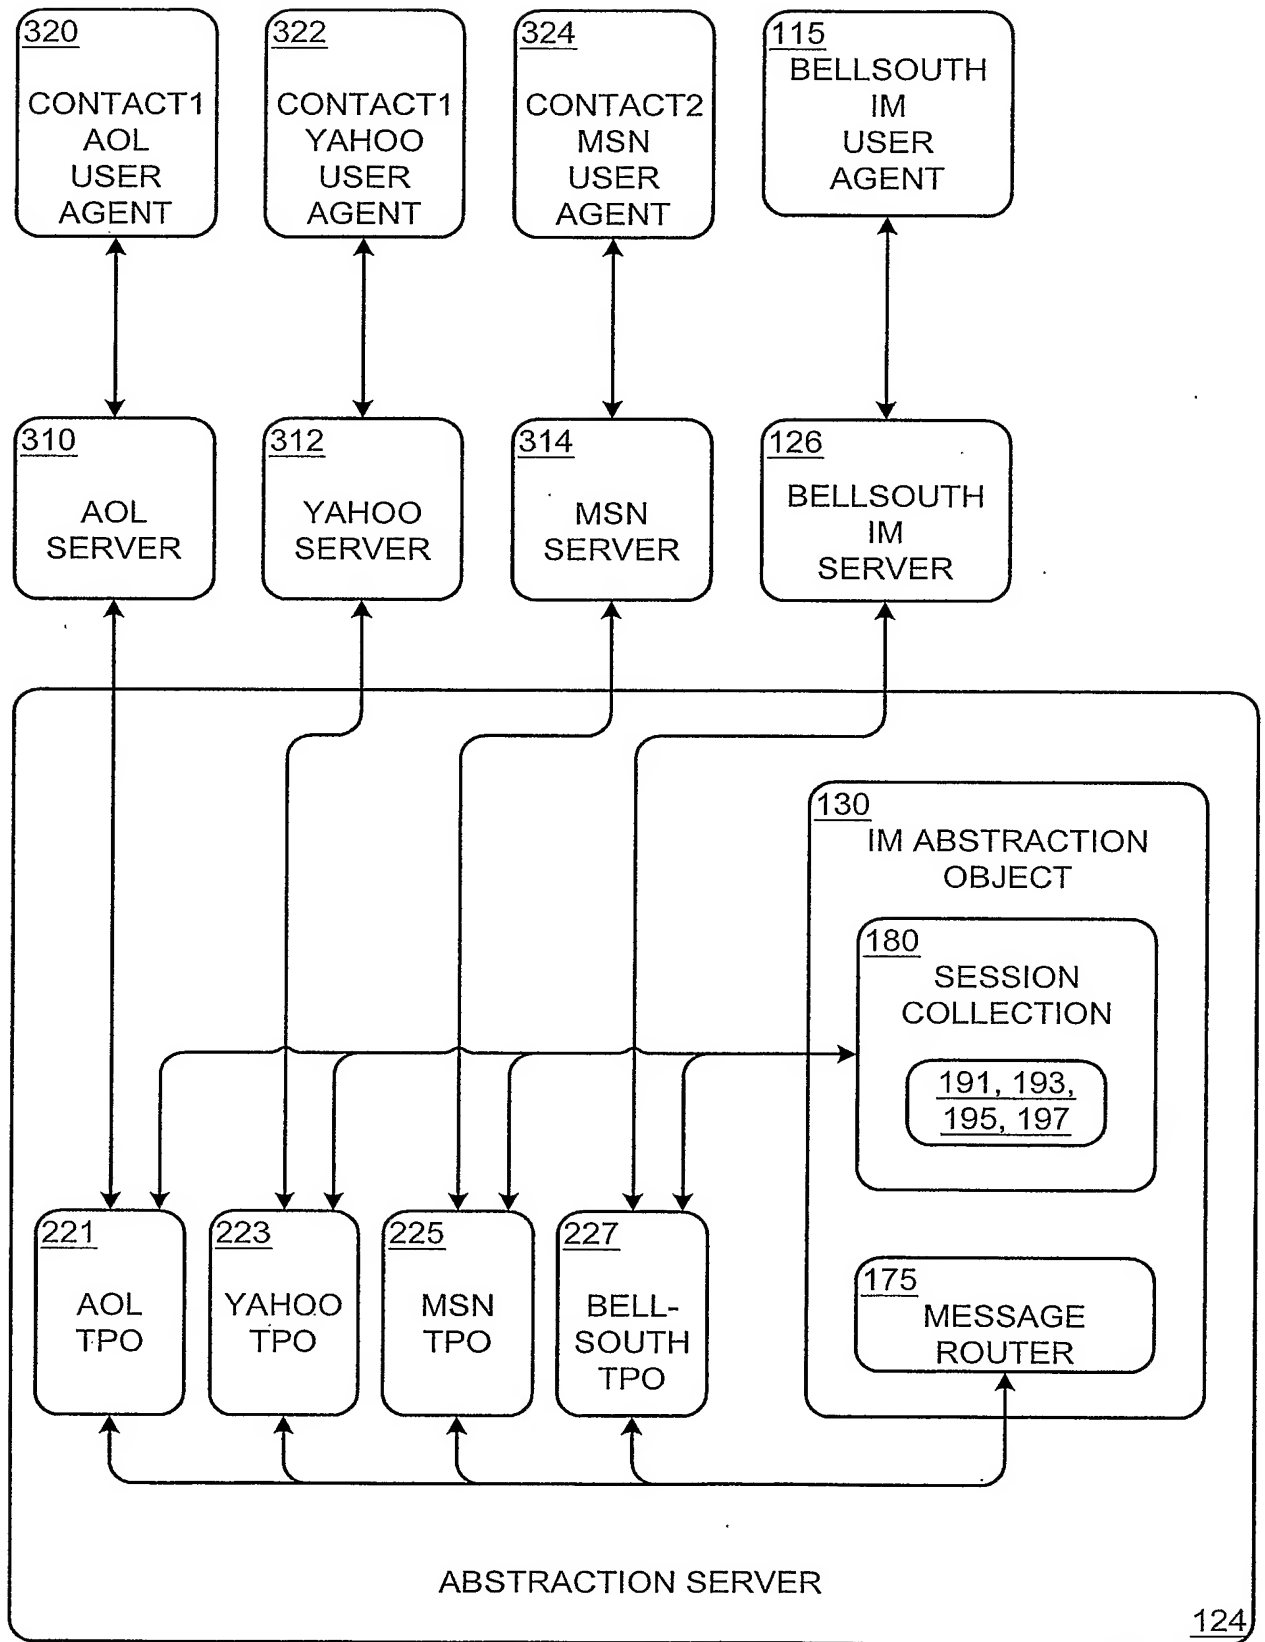 320
CONTACT1
AOL
USER
AGENT
322
CONTACT1
YAHOO
USER
AGENT
324
CONTACT2
MSN
USER
AGENT
115
BELLSOUTH
IM
USER
AGENT
310
AOL
SERVER
312
YAHOO
SERVER
314
MSN
SERVER
126
BELLSOUTH
IM
SERVER
130
IM ABSTRACTION
OBJECT
180
SESSION
COLLECTION
191, 193,
195, 197
221
AOL
TPO
223
YAHOO
TPO
225
MSN
TPO
227
BELL-
SOUTH
TPO
175
MESSAGE
ROUTER
ABSTRACTION SERVER
124